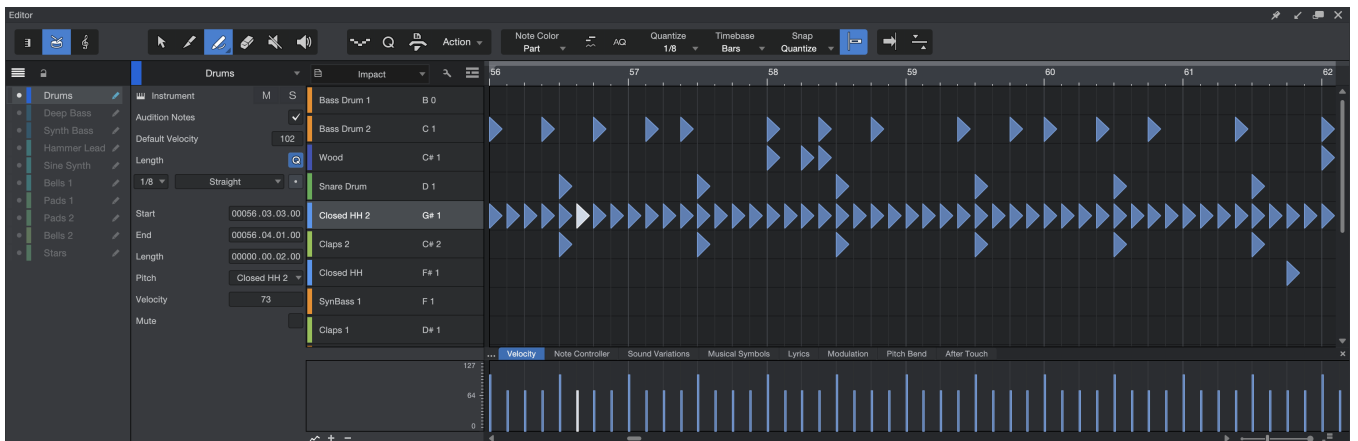 Editor
Action
Note Color
Part
AQ
Quantize
1/8
Timebase
Bars
Snap
Quantize
Drums
Impact
56 57 58 59 60 61 62
Drums
Deep Bass
Synth Bass
Hammer Lead
Sine Synth
Bells 1
Pads 1
Pads 2
Bells 2
Stars
Instrument M S
Audition Notes
Default Velocity 102
Length Q
1/8 Straight
Start 00056.03.03.00
End 00056.04.01.00
Length 00000.00.02.00
Pitch Closed HH 2
Velocity 73
Mute
Bass Drum 1 B 0
Bass Drum 2 C 1
Wood C# 1
Snare Drum D 1
Closed HH 2 G# 1
Claps 2 C# 2
Closed HH F# 1
SynBass 1 F 1
Claps 1 D# 1
... Velocity Note Controller Sound Variations Musical Symbols Lyrics Modulation Pitch Bend After Touch
127
64
0